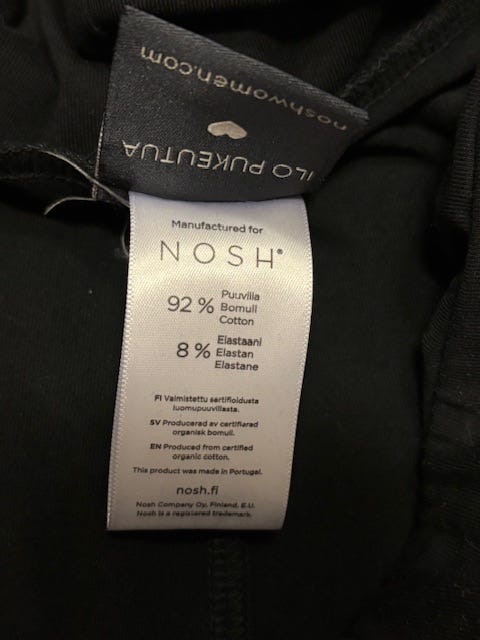 noshwomen.com
ILO PUKEUTUA
Manufactured for
NOSH®
92 % Puuvilla
Bomull
Cotton
8 % Elastaani
Elastan
Elastane
FI Valmistettu sertifioidusta
luomupuuvillasta.
SV Producerad av certifierad
organisk bomull.
EN Produced from certified
organic cotton.
This product was made in Portugal.
nosh.fi
Nosh Company Oy, Finland, E.U.
Nosh is a registered trademark.